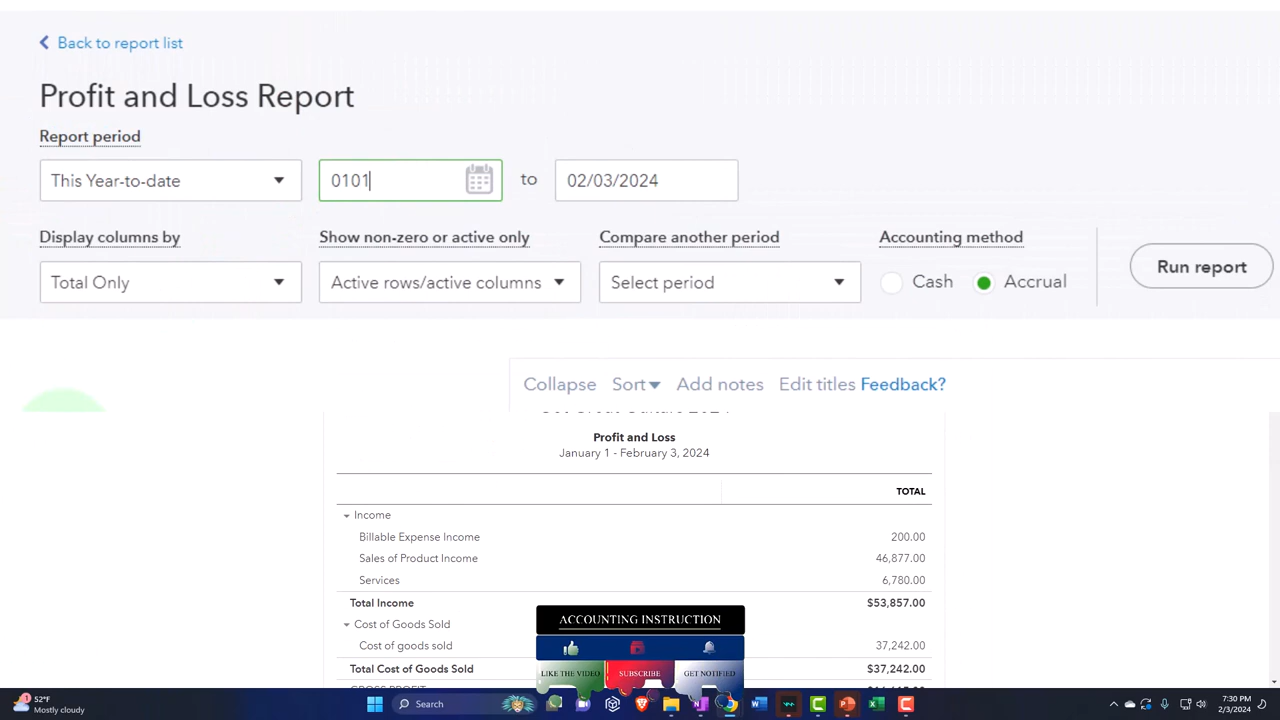 Back to report list
Profit and Loss Report
Report period
This Year-to-date 0101 to 02/03/2024
Display columns by Show non-zero or active only Compare another period Accounting method
Total Only Active rows/active columns Select period Cash Accrual Run report
Collapse Sort Add notes Edit titles Feedback?
Profit and Loss
January 1 - February 3, 2024
TOTAL
Income
Billable Expense Income 200.00
Sales of Product Income 46,877.00
Services 6,780.00
Total Income $53,857.00
Cost of Goods Sold
Cost of goods sold 37,242.00
Total Cost of Goods Sold $37,242.00
ACCOUNTING INSTRUCTION
LIKE THE VIDEO SUBSCRIBE GET NOTIFIED
52°F
Mostly cloudy
Search
7:30 PM
2/3/2024